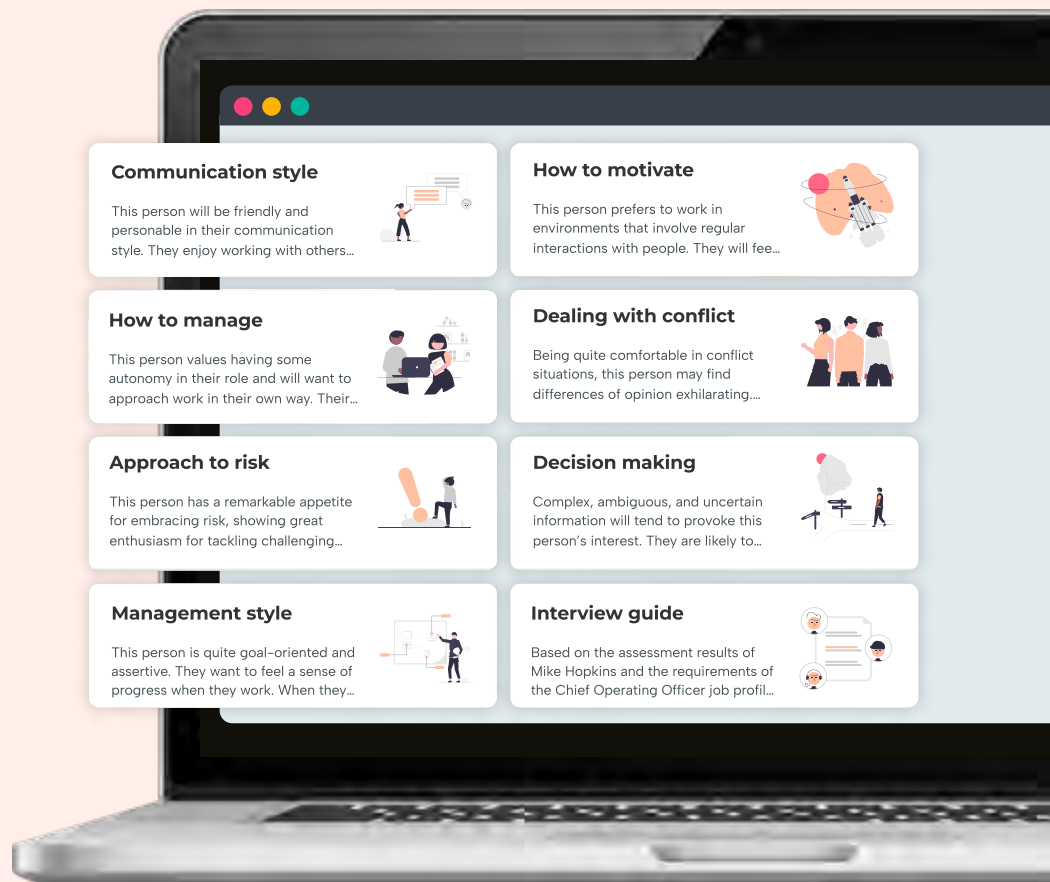 Communication style
This person will be friendly and
personable in their communication
style. They enjoy working with others...
How to motivate
This person prefers to work in
environments that involve regular
interactions with people. They will fee...
How to manage
This person values having some
autonomy in their role and will want to
approach work in their own way. Their...
Dealing with conflict
Being quite comfortable in conflict
situations, this person may find
differences of opinion exhilarating....
Approach to risk
This person has a remarkable appetite
for embracing risk, showing great
enthusiasm for tackling challenging...
Decision making
Complex, ambiguous, and uncertain
information will tend to provoke this
person's interest. They are likely to...
Management style
This person is quite goal-oriented and
assertive. They want to feel a sense of
progress when they work. When they...
Interview guide
Based on the assessment results of
Mike Hopkins and the requirements of
the Chief Operating Officer job profil...